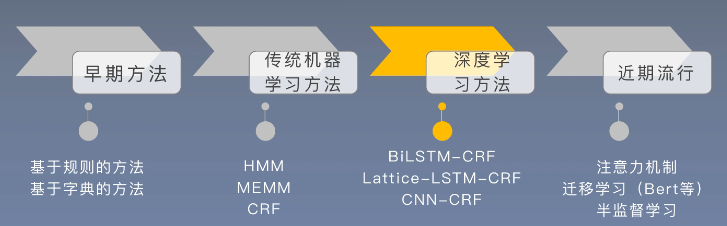 早期方法
传统机器
学习方法
深度学
习方法
近期流行
基于规则的方法
基于字典的方法
HMM
MEMM
CRF
BiLSTM-CRF
Lattice-LSTM-CRF
CNN-CRF
注意力机制
迁移学习（Bert等）
半监督学习